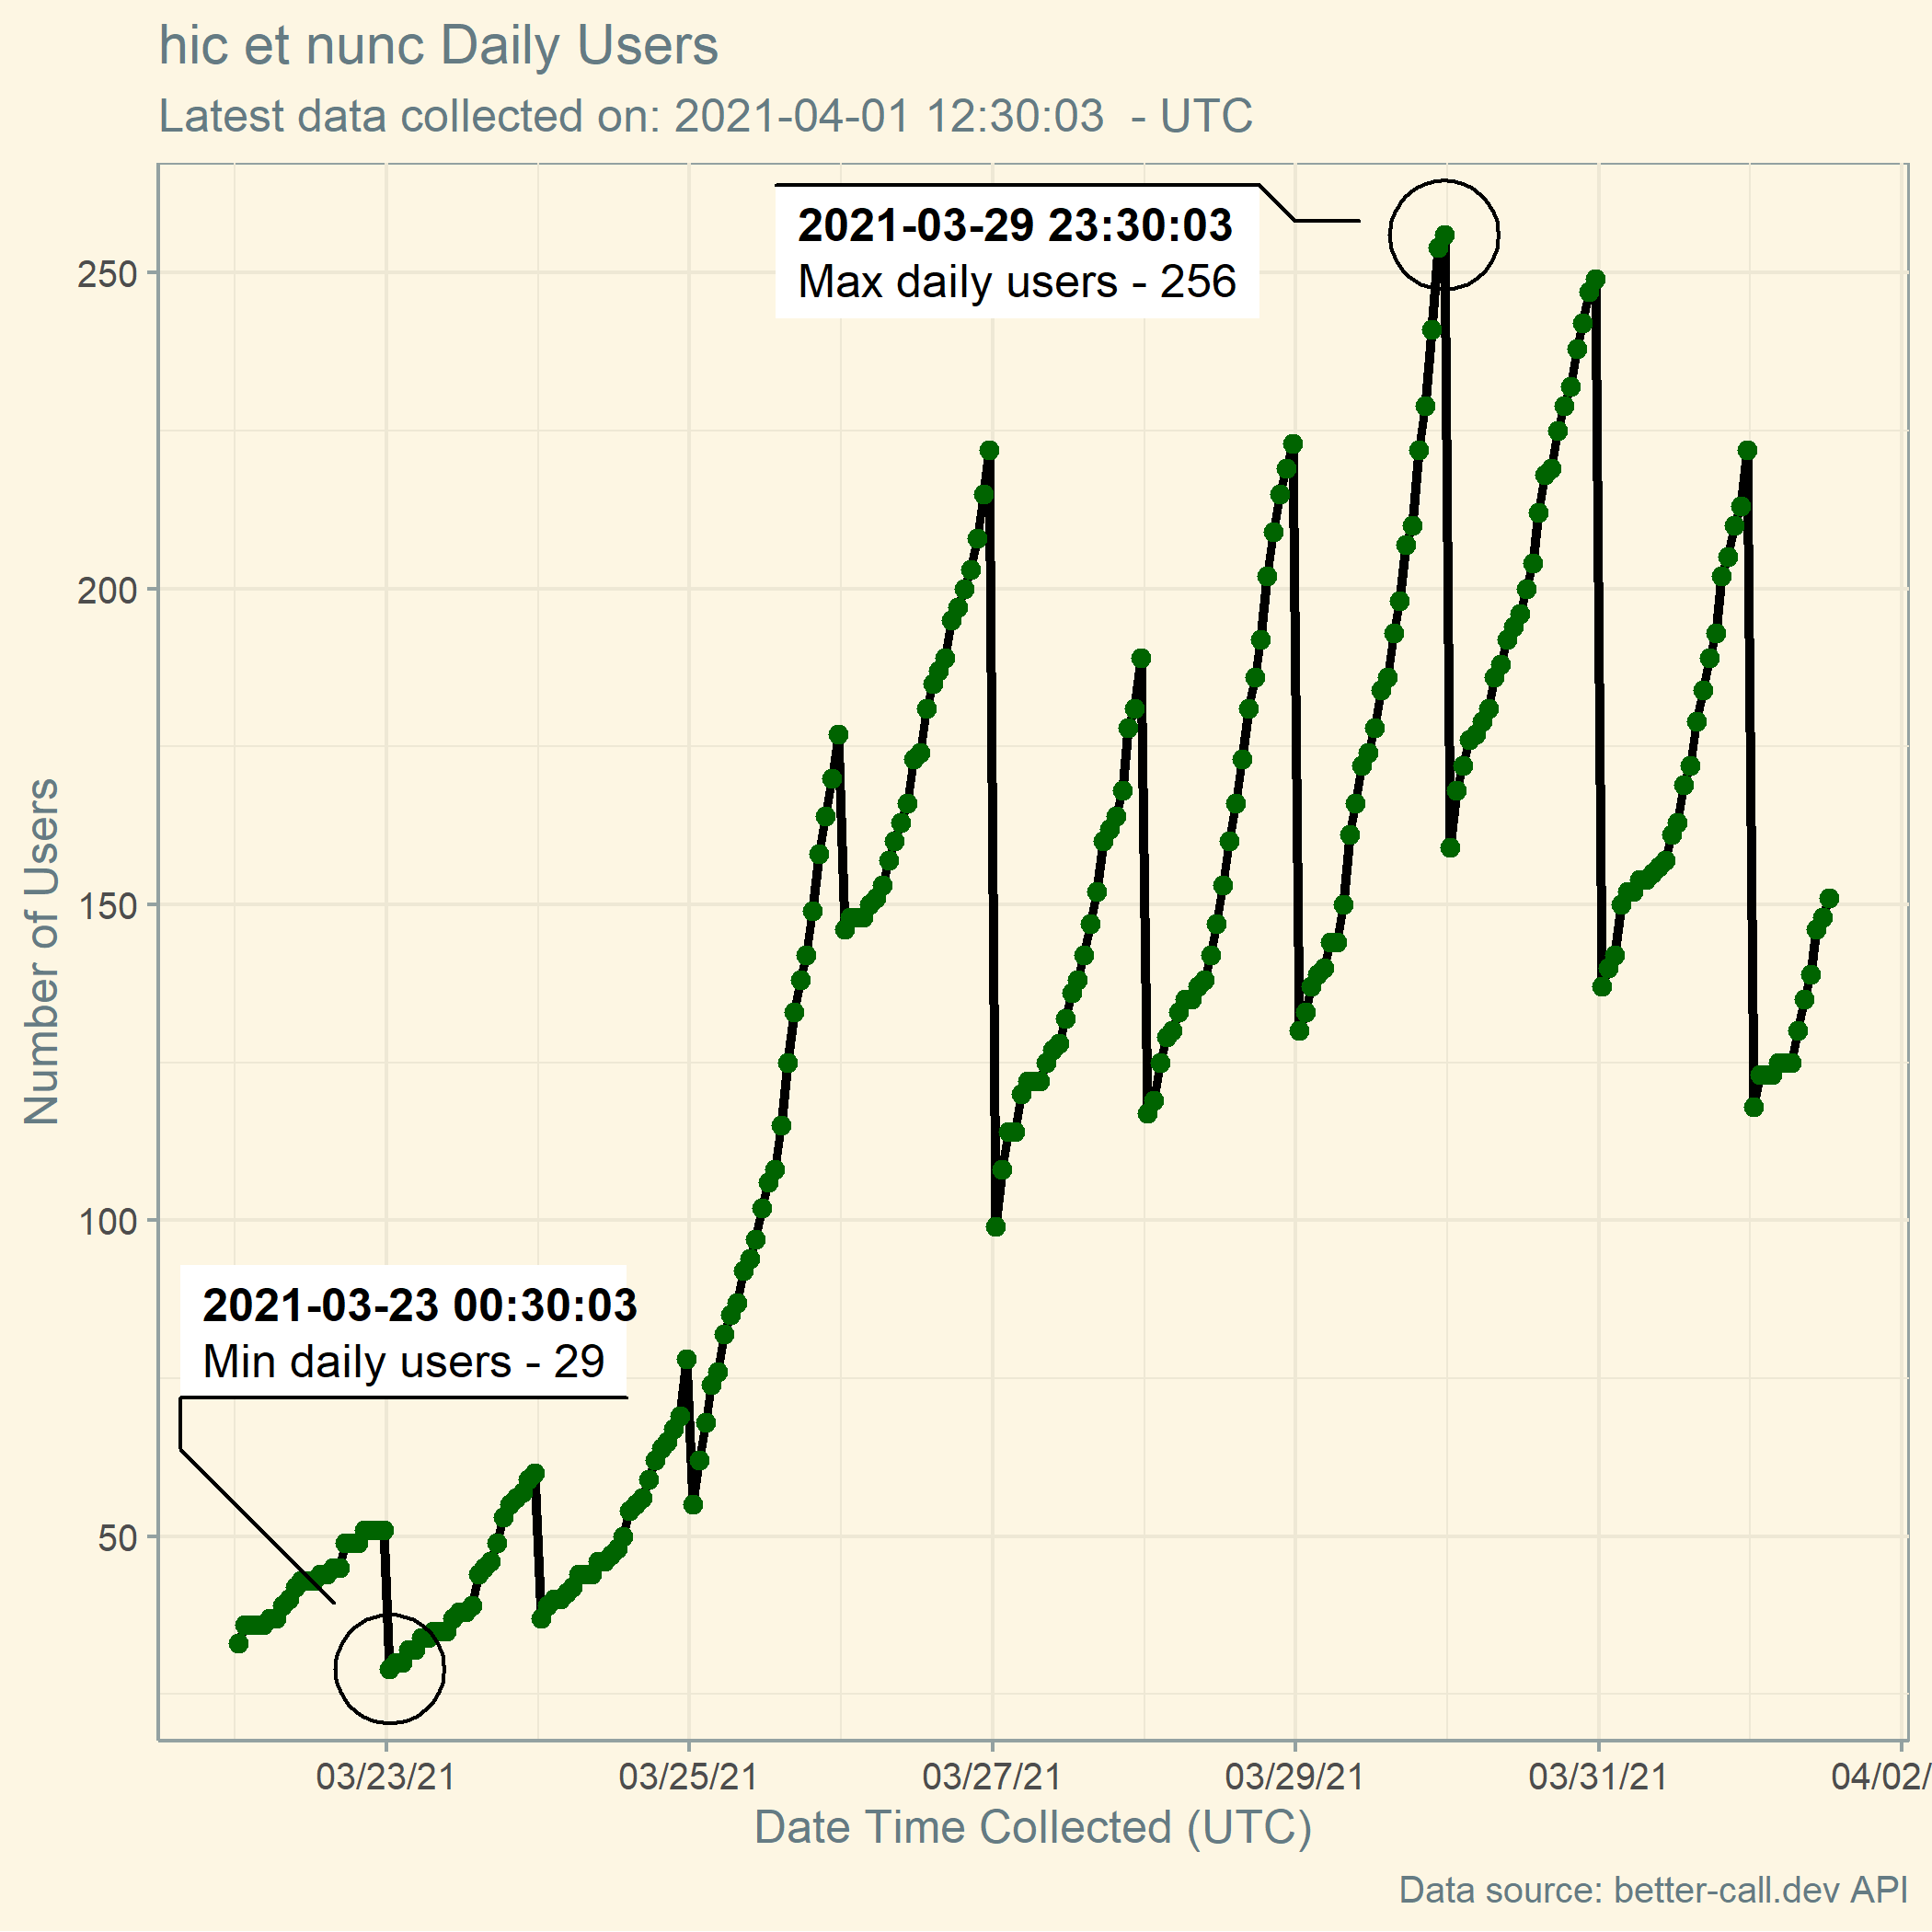 hic et nunc Daily Users
Latest data collected on: 2021-04-01 12:30:03  - UTC
2021-03-29 23:30:03
Max daily users - 256
250
200
150
100
50
Number of Users
2021-03-23 00:30:03
Min daily users - 29
03/23/21
03/25/21
03/27/21
03/29/21
03/31/21
04/02/
Date Time Collected (UTC)
Data source: better-call.dev API